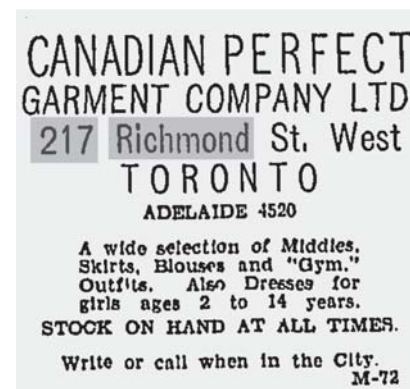 CANADIAN PERFECT
GARMENT COMPANY LTD
217 Richmond St. West
TORONTO
ADELAIDE 4520
A wide selection of Middies,
Skirts, Blouses and "Gym."
Outfits. Also Dresses for
girls ages 2 to 14 years.
STOCK ON HAND AT ALL TIMES.
Write or call when in the City.
M-72